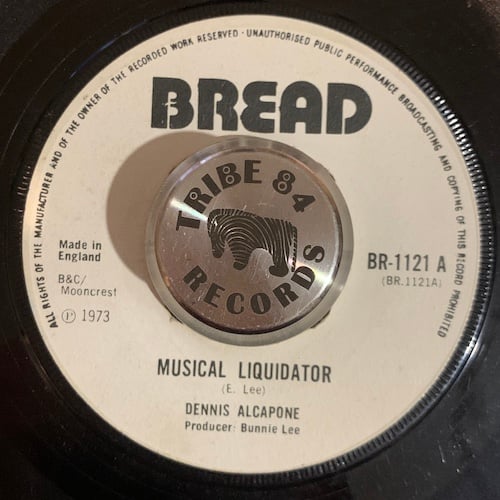 ALL RIGHTS OF THE MANUFACTURER AND OF THE OWNER OF THE RECORDED WORK RESERVED · UNAUTHORISED PUBLIC PERFORMANCE BROADCASTING AND COPYING OF THIS RECORD PROHIBITED
BREAD
TRIBE 84
RECORDS
Made in
England
B&C/
Mooncrest
Ⓟ 1973
BR-1121 A
(BR.1121A)
MUSICAL LIQUIDATOR
(E. Lee)
DENNIS ALCAPONE
Producer: Bunnie Lee